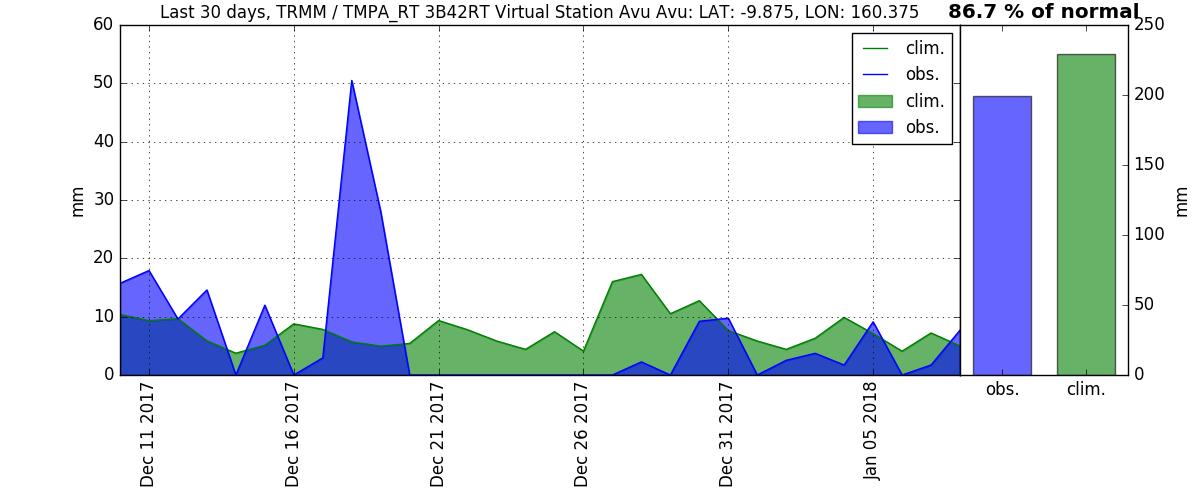 Last 30 days, TRMM / TMPA_RT 3B42RT Virtual Station Avu Avu: LAT: -9.875, LON: 160.375
86.7 % of normal
60
50
40
30
20
10
0
mm
clim.
obs.
clim.
obs.
250
200
150
100
50
0
mm
obs.
clim.
Dec 11 2017
Dec 16 2017
Dec 21 2017
Dec 26 2017
Dec 31 2017
Jan 05 2018